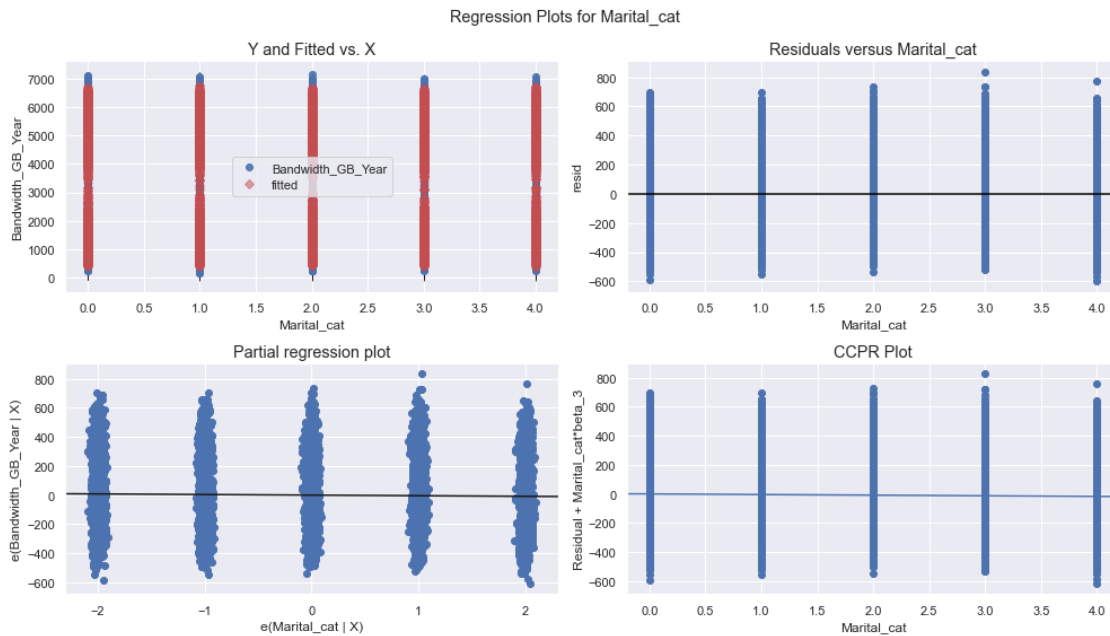 Regression Plots for Marital_cat
Y and Fitted vs. X
7000
6000
5000
4000
3000
2000
1000
0
Bandwidth_GB_Year
Bandwidth_GB_Year
fitted
0.0 0.5 1.0 1.5 2.0 2.5 3.0 3.5 4.0
Marital_cat
Residuals versus Marital_cat
800
600
400
200
0
−200
−400
−600
resid
0.0 0.5 1.0 1.5 2.0 2.5 3.0 3.5 4.0
Marital_cat
Partial regression plot
800
600
400
200
0
−200
−400
−600
e(Bandwidth_GB_Year | X)
−2 −1 0 1 2
e(Marital_cat | X)
CCPR Plot
800
600
400
200
0
−200
−400
−600
Residual + Marital_cat*beta_3
0.0 0.5 1.0 1.5 2.0 2.5 3.0 3.5 4.0
Marital_cat